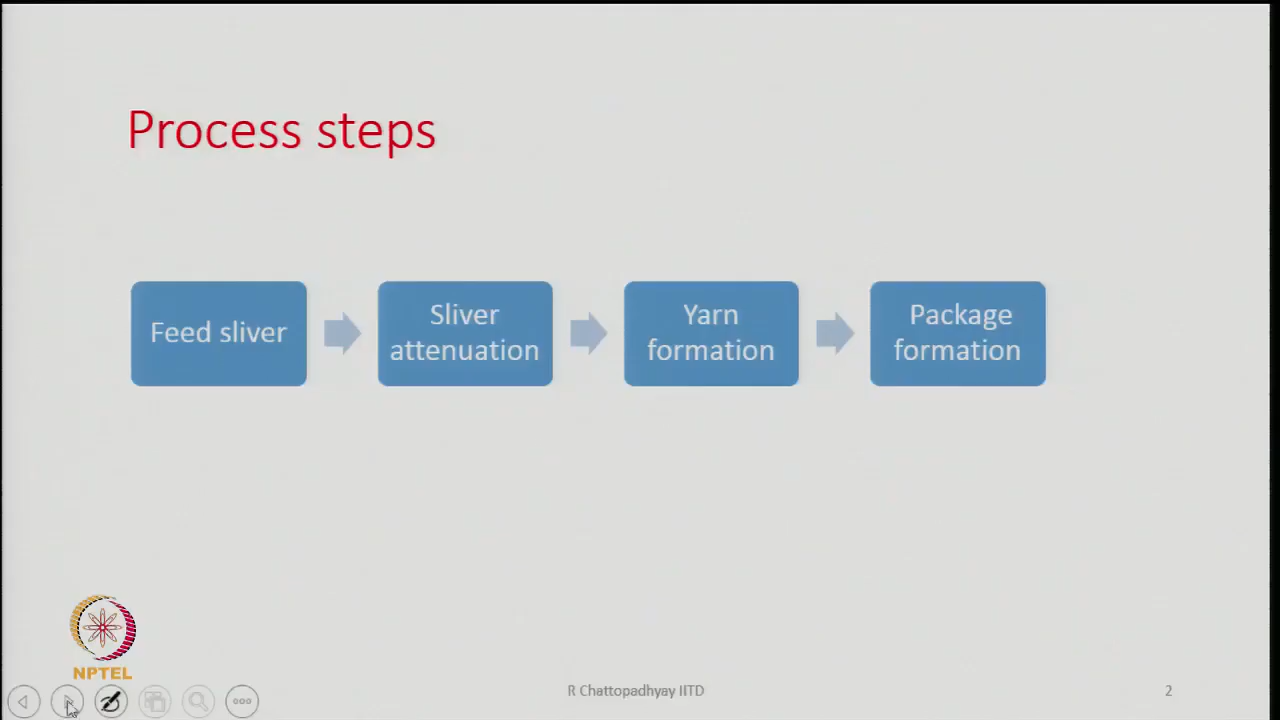 Process steps
Feed sliver
Sliver
attenuation
Yarn
formation
Package
formation
NPTEL
R Chattopadhyay IITD
2